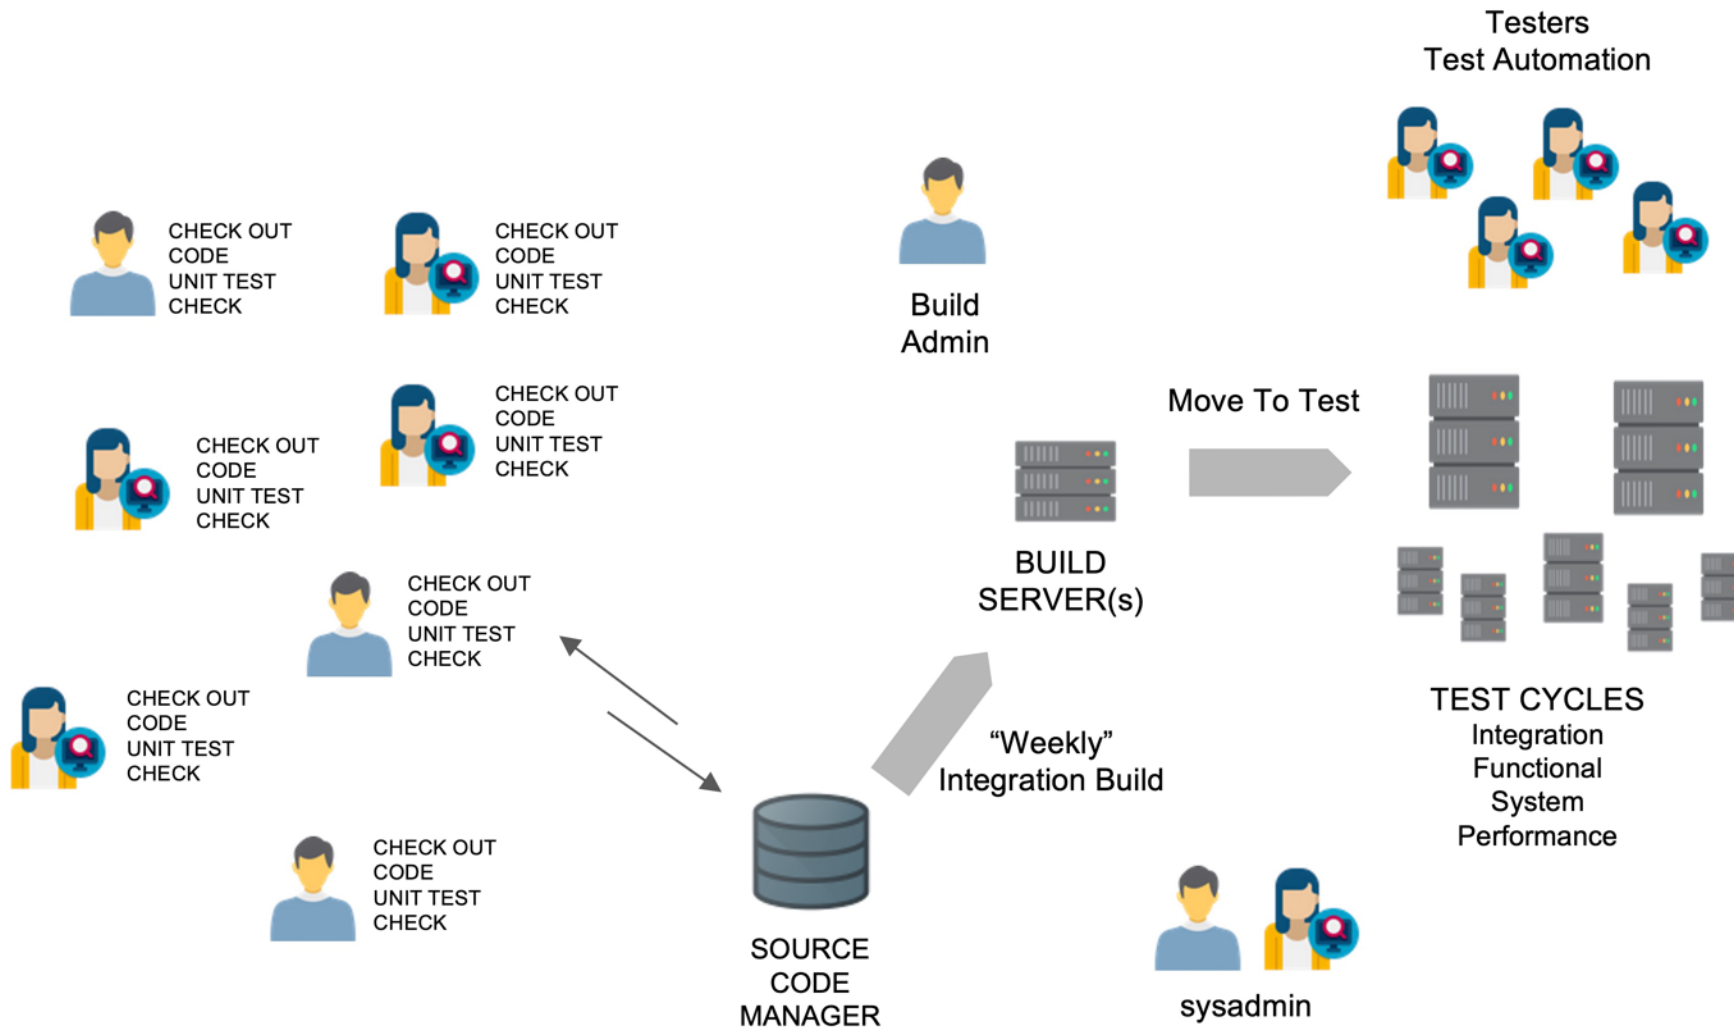 Testers
Test Automation
CHECK OUT
CODE
UNIT TEST
CHECK
CHECK OUT
CODE
UNIT TEST
CHECK
Build
Admin
CHECK OUT
CODE
UNIT TEST
CHECK
CHECK OUT
CODE
UNIT TEST
CHECK
Move To Test
BUILD
SERVER(s)
CHECK OUT
CODE
UNIT TEST
CHECK
CHECK OUT
CODE
UNIT TEST
CHECK
“Weekly”
Integration Build
TEST CYCLES
Integration
Functional
System
Performance
CHECK OUT
CODE
UNIT TEST
CHECK
SOURCE
CODE
MANAGER
sysadmin